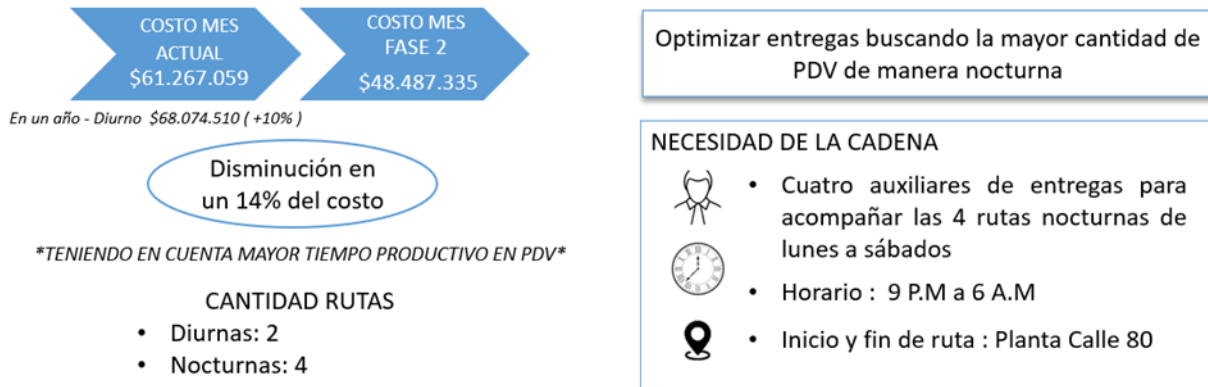 COSTO MES
ACTUAL
$61.267.059
COSTO MES
FASE 2
$48.487.335
En un año - Diurno $68.074.510 ( +10% )
Disminución en
un 14% del costo
*TENIENDO EN CUENTA MAYOR TIEMPO PRODUCTIVO EN PDV*
CANTIDAD RUTAS
• Diurnas: 2
• Nocturnas: 4
Optimizar entregas buscando la mayor cantidad de
PDV de manera nocturna
NECESIDAD DE LA CADENA
• Cuatro auxiliares de entregas para
acompañar las 4 rutas nocturnas de
lunes a sábados
• Horario : 9 P.M a 6 A.M
• Inicio y fin de ruta : Planta Calle 80